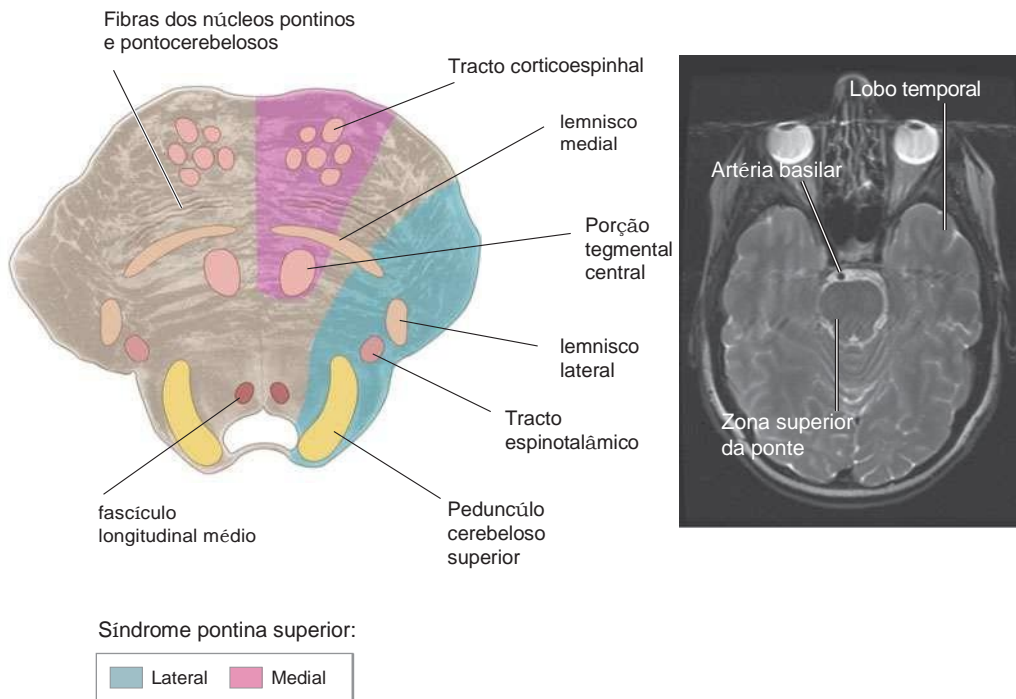 Fibras dos núcleos pontinos
e pontocerebelosos
Tracto corticoespinhal
lemnisco
medial
Porção
tegmental
central
lemnisco
lateral
Tracto
espinotalâmico
Peduncúlo
cerebeloso
superior
fascículo
longitudinal médio
Lobo temporal
Artéria basilar
Zona superior
da ponte
Síndrome pontina superior:
Lateral
Medial